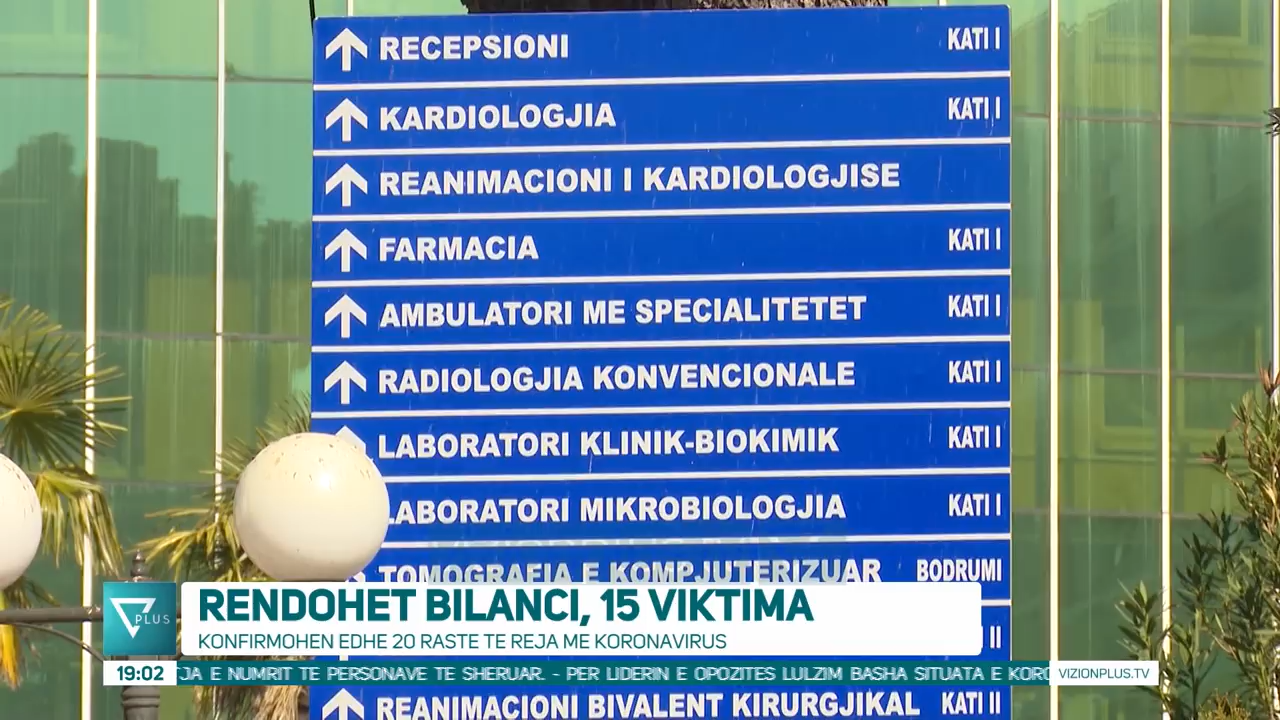 RECEPSIONI KATI I
KARDIOLOGJIA KATI I
REANIMACIONI I KARDIOLOGJISE
FARMACIA KATI I
AMBULATORI ME SPECIALITETET KATI I
RADIOLOGJIA KONVENCIONALE KATI I
LABORATORI KLINIK-BIOKIMIK KATI I
LABORATORI MIKROBIOLOGJIA KATI I
TOMOGRAFIA E KOMPJUTERIZUAR BODRUMI
II
PLUS
RENDOHET BILANCI, 15 VIKTIMA
KONFIRMOHEN EDHE 20 RASTE TE REJA ME KORONAVIRUS
19:02 JA E NUMRIT TE PERSONAVE TE SHERUAR. - PER LIDERIN E OPOZITES LULZIM BASHA SITUATA E KORO VIZIONPLUS.TV
REANIMACIONI BIVALENT KIRURGJIKAL KATI II